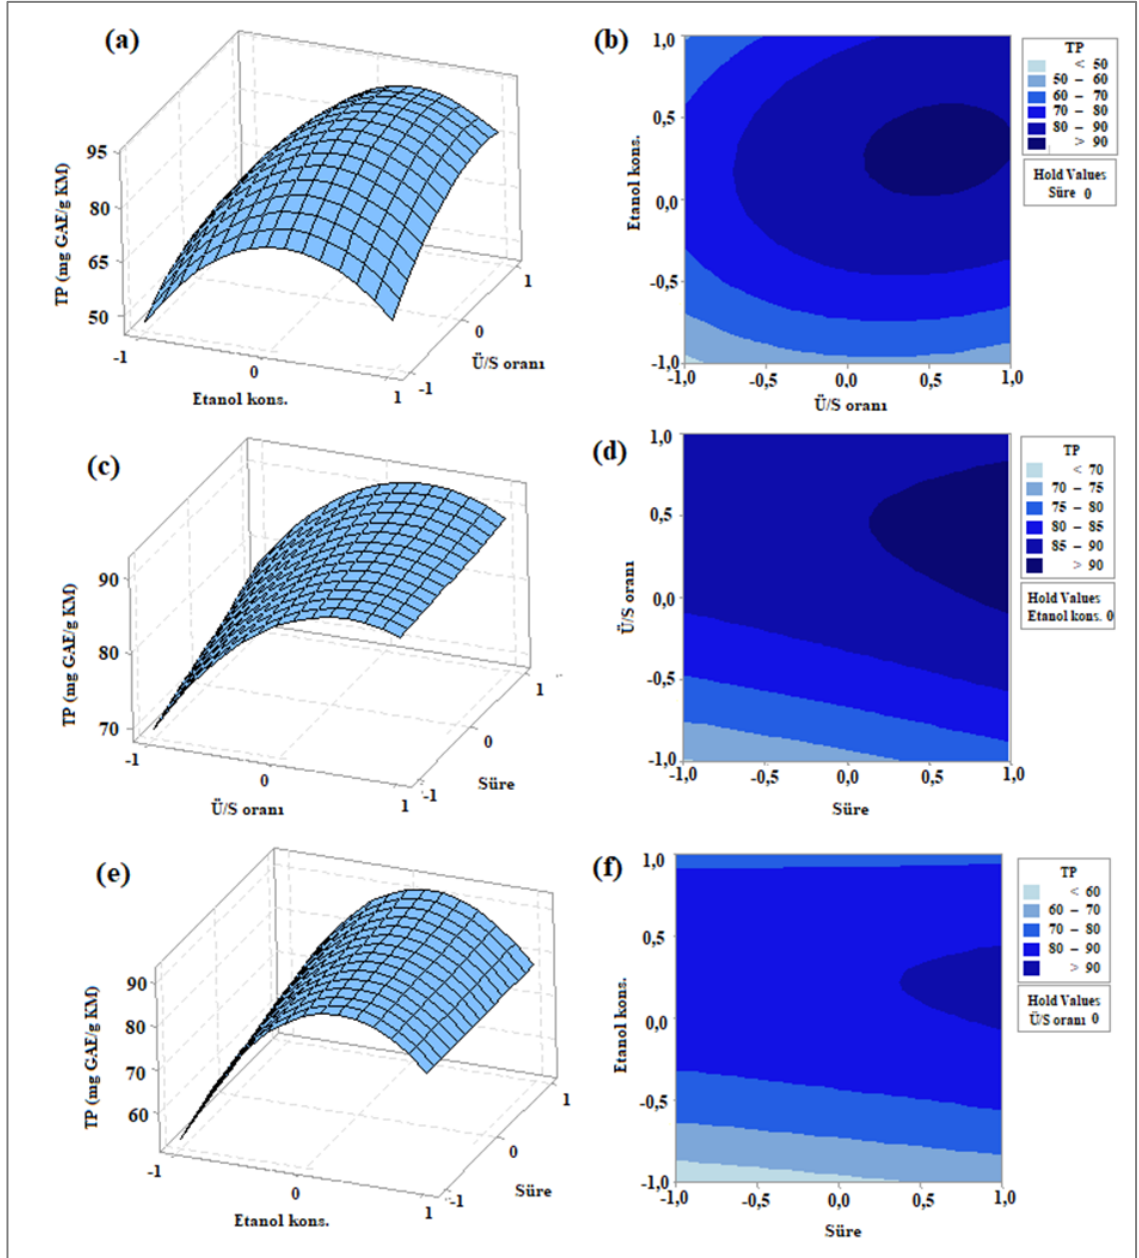 (a)
95
80
65
50
TP (mg GAE/g KM)
-1
0
1
Etanol kons.
-1
0
1
Ü/S oranı
(b)
1,0
0,5
0,0
-0,5
-1,0
Etanol kons.
-1,0 -0,5 0,0 0,5 1,0
Ü/S oranı
TP
< 50
50 – 60
60 – 70
70 – 80
80 – 90
> 90
Hold Values
Süre 0
(c)
90
80
70
TP (mg GAE/g KM)
-1
0
1
Ü/S oranı
-1
0
1
Süre
(d)
1,0
0,5
0,0
-0,5
-1,0
Ü/S oranı
-1,0 -0,5 0,0 0,5 1,0
Süre
TP
< 70
70 – 75
75 – 80
80 – 85
85 – 90
> 90
Hold Values
Etanol kons. 0
(e)
90
80
70
60
TP (mg GAE/g KM)
-1
0
1
Etanol kons.
-1
0
1
Süre
(f)
1,0
0,5
0,0
-0,5
-1,0
Etanol kons.
-1,0 -0,5 0,0 0,5 1,0
Süre
TP
< 60
60 – 70
70 – 80
80 – 90
> 90
Hold Values
Ü/S oranı 0